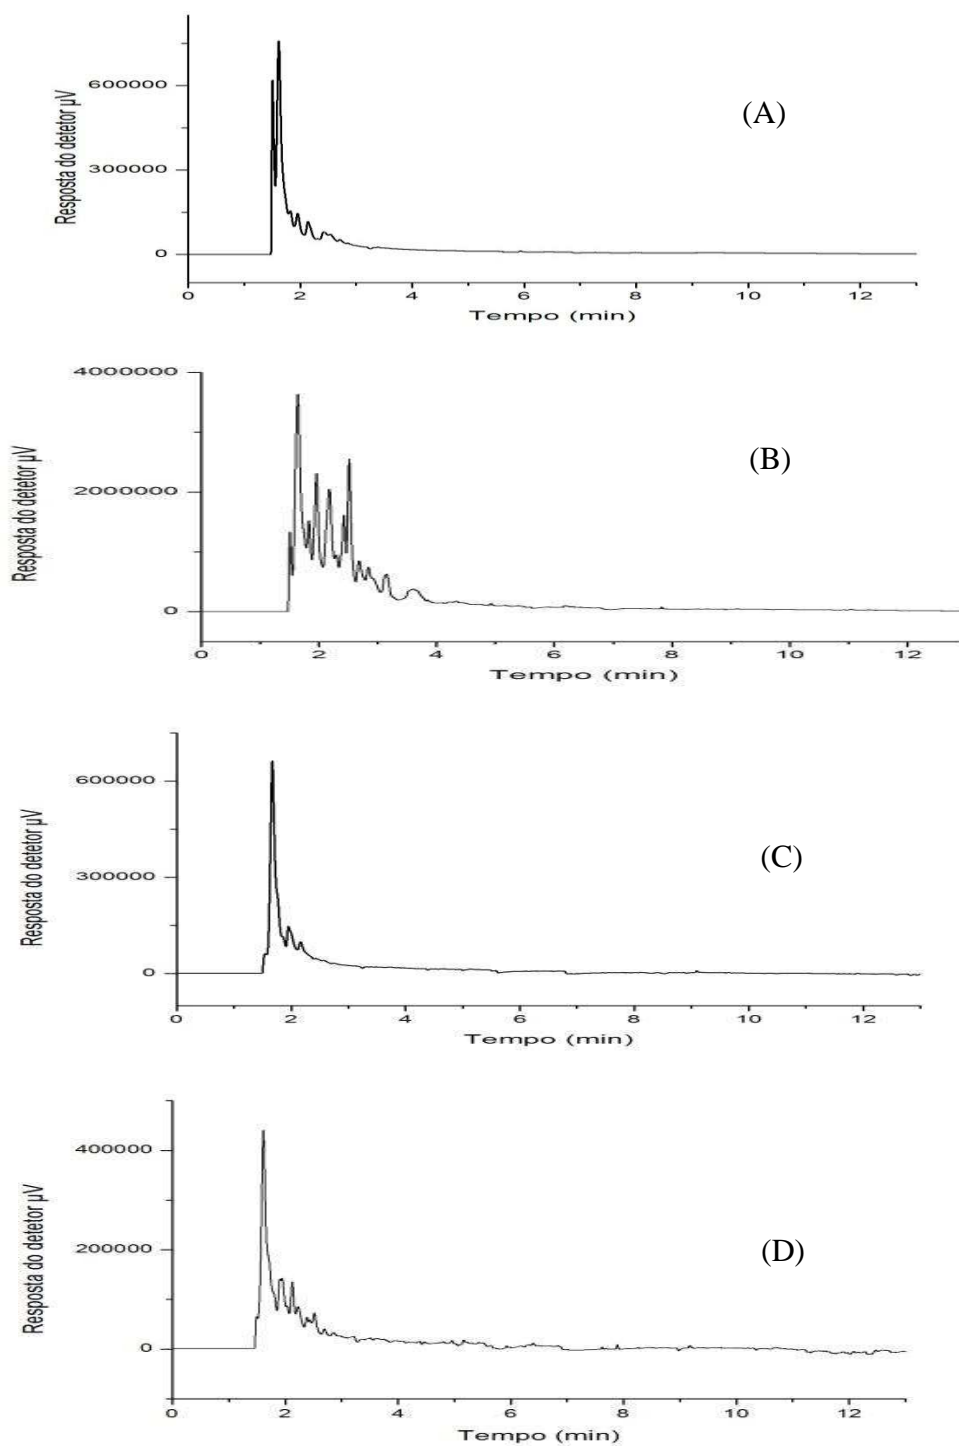 600000
(A)
Resposta do detetor µV
300000
0
0 2 4 6 8 10 12
Tempo (min)
4000000
(B)
Resposta do detetor µV
2000000
0
0 2 4 6 8 10 12
Tempo (min)
600000
(C)
Resposta do detetor µV
300000
0
0 2 4 6 8 10 12
Tempo (min)
400000
(D)
Resposta do detetor µV
200000
0
0 2 4 6 8 10 12
Tempo (min)